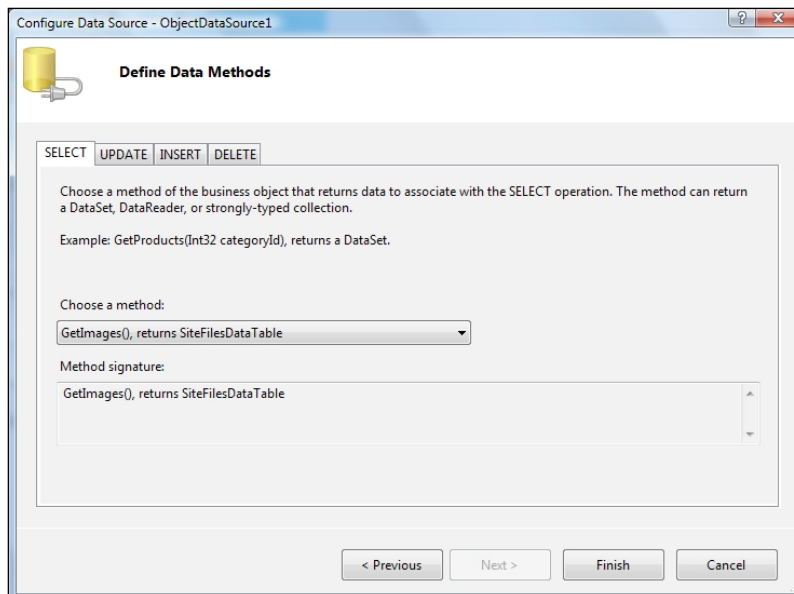 Configure Data Source - ObjectDataSource1
Define Data Methods
SELECT UPDATE INSERT DELETE
Choose a method of the business object that returns data to associate with the SELECT operation. The method can return
a DataSet, DataReader, or strongly-typed collection.
Example: GetProducts(Int32 categoryId), returns a DataSet.
Choose a method:
GetImages(), returns SiteFilesDataTable
Method signature:
GetImages(), returns SiteFilesDataTable
< Previous Next > Finish Cancel